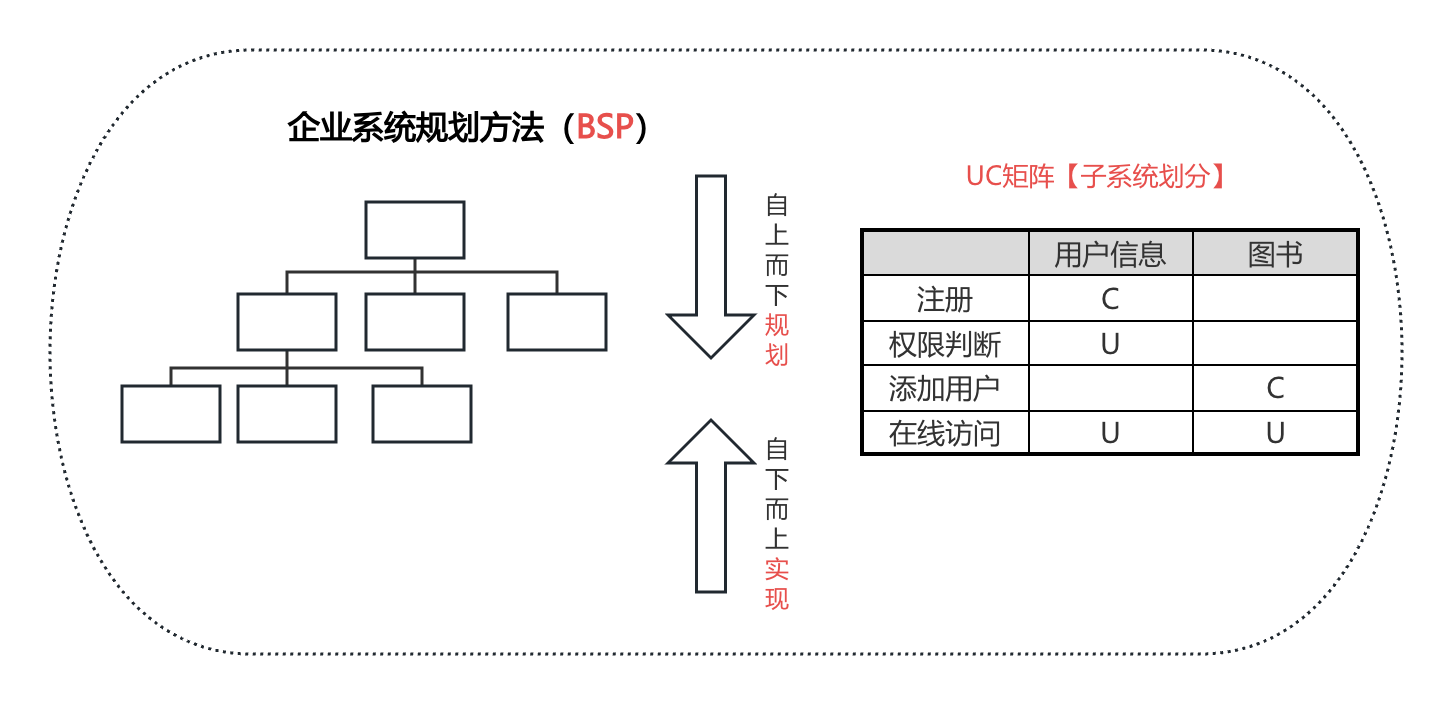 企业系统规划方法（BSP）
自上而下规划
自下而上实现
UC矩阵【子系统划分】
用户信息 图书
注册 C
权限判断 U
添加用户 C
在线访问 U U